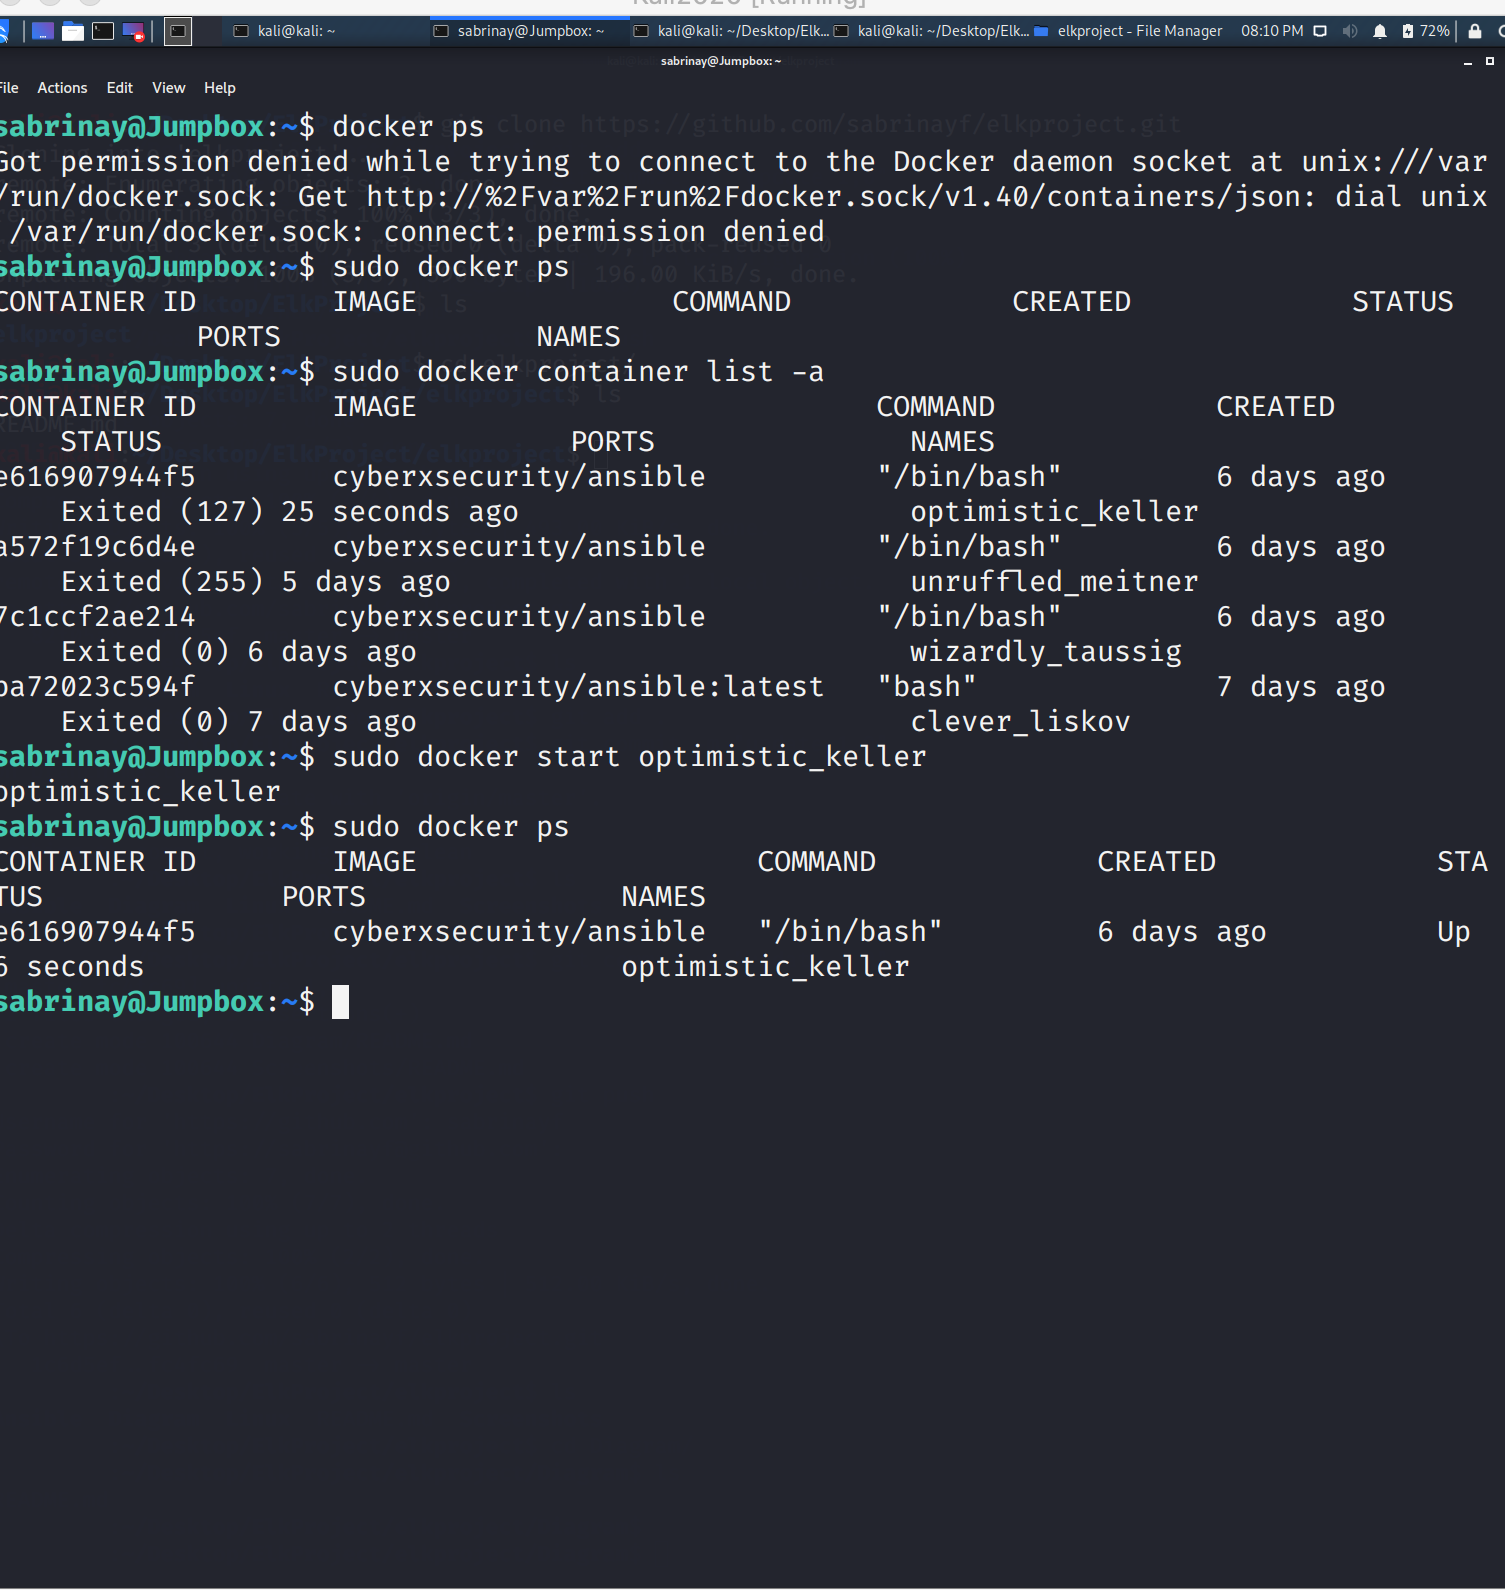 kali@kali: ~
sabrinay@Jumpbox: ~
kali@kali: ~/Desktop/Elk...
kali@kali: ~/Desktop/Elk...
elkproject - File Manager
08:10 PM
72%
sabrinay@Jumpbox: ~
File Actions Edit View Help
sabrinay@Jumpbox:~$ docker ps
Got permission denied while trying to connect to the Docker daemon socket at unix:///var
/run/docker.sock: Get http://%2Fvar%2Frun%2Fdocker.sock/v1.40/containers/json: dial unix
/var/run/docker.sock: connect: permission denied
sabrinay@Jumpbox:~$ sudo docker ps
CONTAINER ID IMAGE COMMAND CREATED STATUS
PORTS NAMES
sabrinay@Jumpbox:~$ sudo docker container list -a
CONTAINER ID IMAGE COMMAND CREATED
STATUS PORTS NAMES
e616907944f5 cyberxsecurity/ansible "/bin/bash" 6 days ago
Exited (127) 25 seconds ago optimistic_keller
a572f19c6d4e cyberxsecurity/ansible "/bin/bash" 6 days ago
Exited (255) 5 days ago unruffled_meitner
7c1ccf2ae214 cyberxsecurity/ansible "/bin/bash" 6 days ago
Exited (0) 6 days ago wizardly_taussig
ba72023c594f cyberxsecurity/ansible:latest "bash" 7 days ago
Exited (0) 7 days ago clever_liskov
sabrinay@Jumpbox:~$ sudo docker start optimistic_keller
optimistic_keller
sabrinay@Jumpbox:~$ sudo docker ps
CONTAINER ID IMAGE COMMAND CREATED STA
TUS PORTS NAMES
e616907944f5 cyberxsecurity/ansible "/bin/bash" 6 days ago Up
6 seconds optimistic_keller
sabrinay@Jumpbox:~$